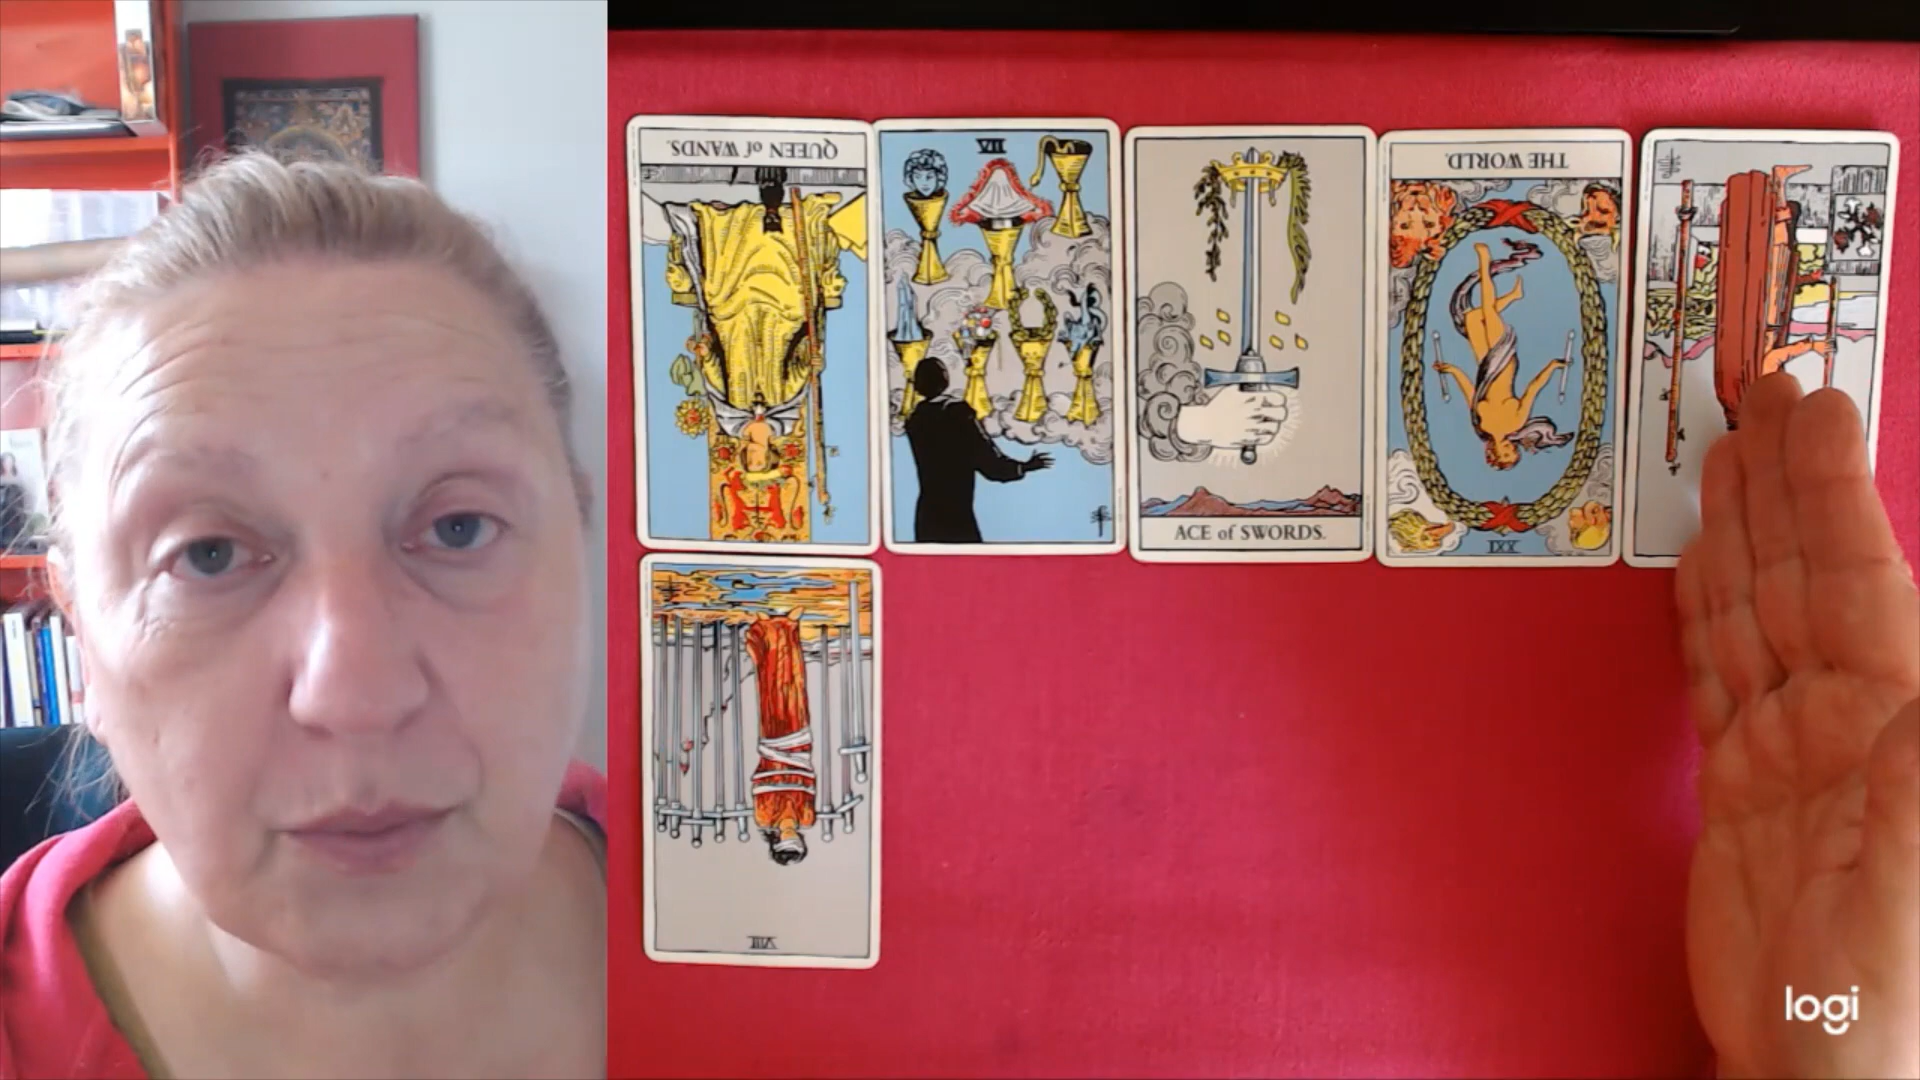 QUEEN of WANDS.
VII
ACE of SWORDS.
THE WORLD.
XXI
VIII
logi